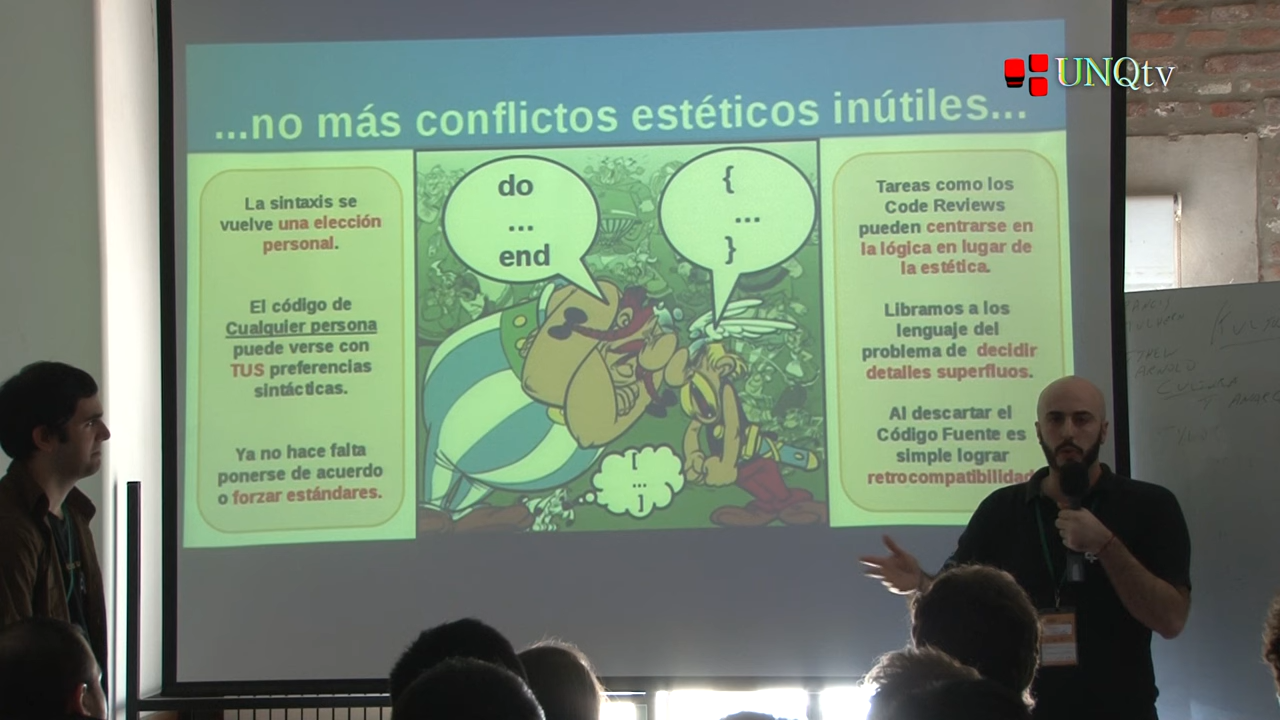 UNQtv
...no más conflictos estéticos inútiles...
La sintaxis se
vuelve una elección
personal.
El código de
Cualquier persona
puede verse con
TUS preferencias
sintácticas.
Ya no hace falta
ponerse de acuerdo
o forzar estándares.
do
...
end
{
...
}
[
...
]
Tareas como los
Code Reviews
pueden centrarse en
la lógica en lugar de
la estética.
Libramos a los
lenguaje del
problema de decidir
detalles superfluos.
Al descartar el
Código Fuente es
simple lograr
retrocompatibilidad